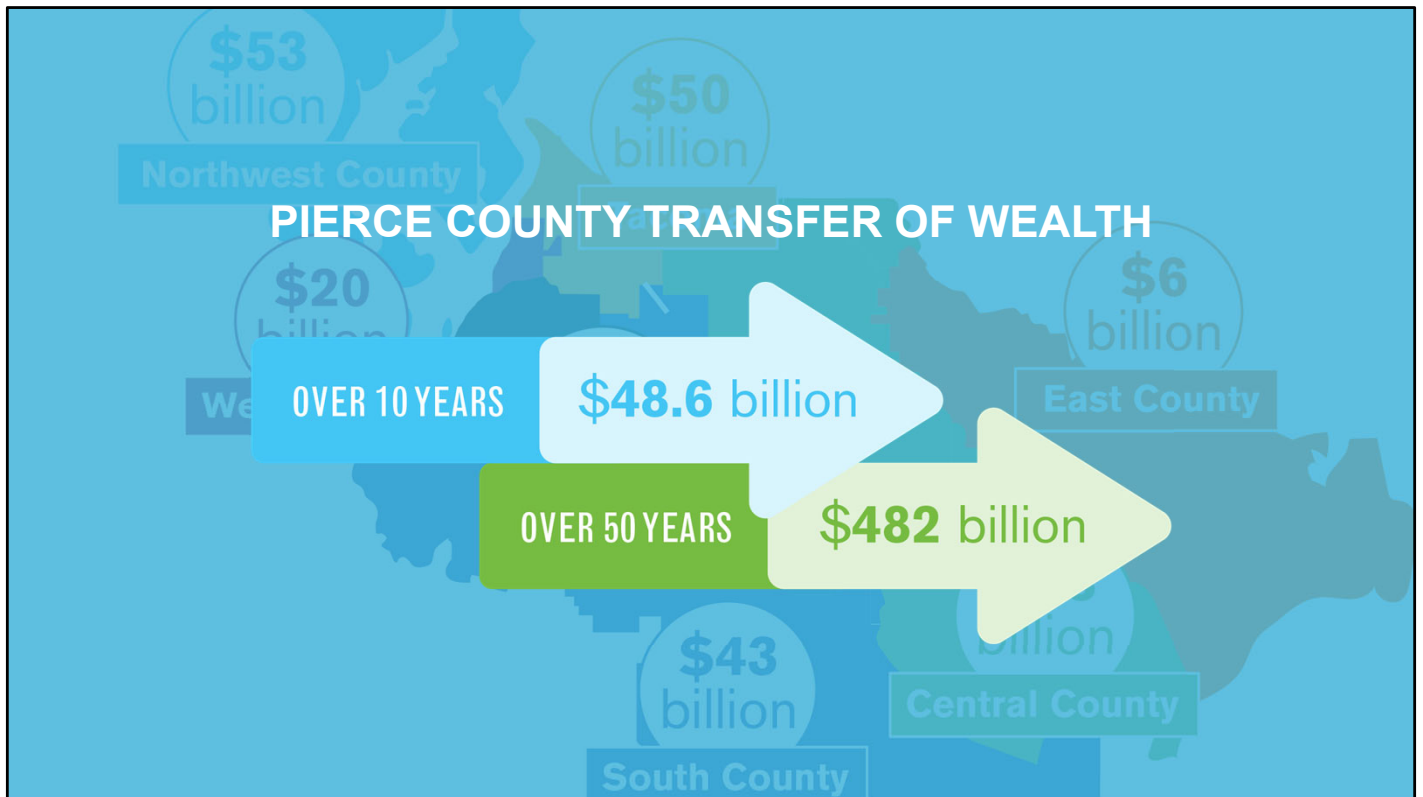 $53
billion
Northwest County
$50
billion
PIERCE COUNTY TRANSFER OF WEALTH
$20
billion
$6
billion
East County
OVER 10 YEARS
$48.6 billion
OVER 50 YEARS
$482 billion
$43
billion
South County
billion
Central County